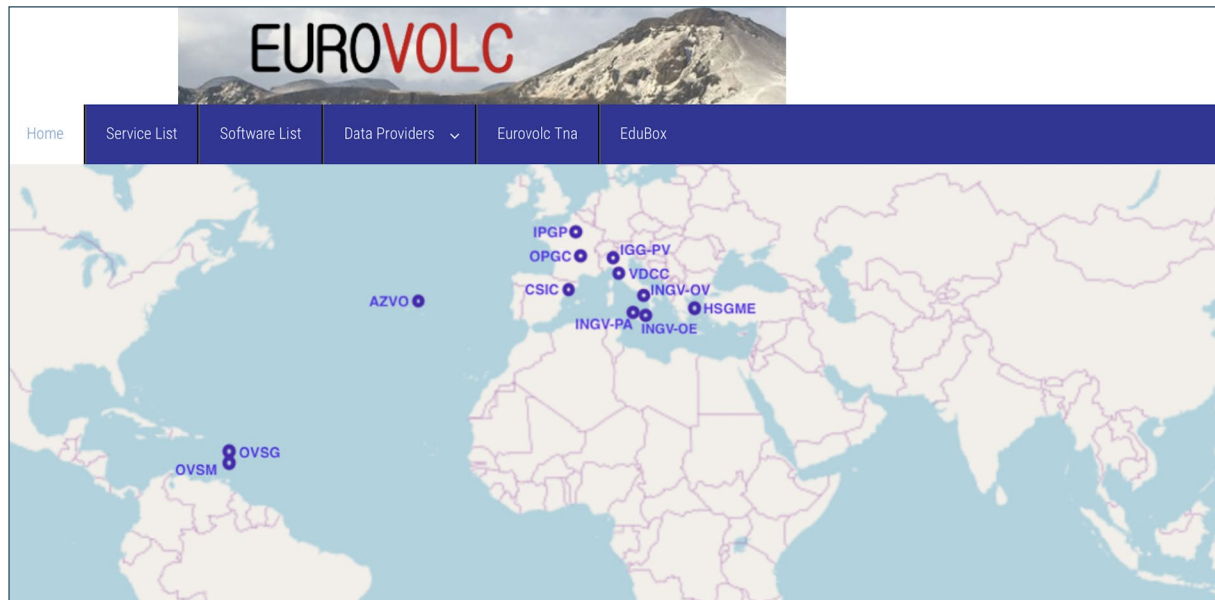 EUROVOLC
Home Service List Software List Data Providers Eurovolc Tna EduBox
IPGP
IGG-PV
OPGC
VDCC
CSIC
INGV-OV
AZVO
HSGME
INGV-PA
INGV-OE
OVSG
OVSM